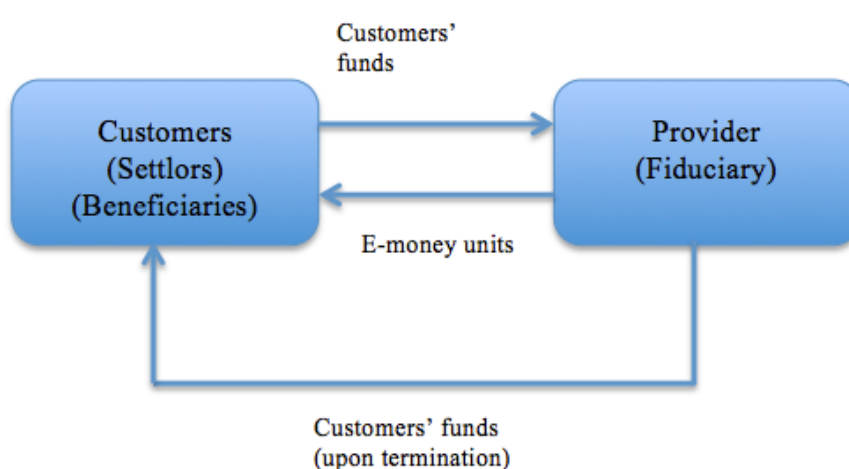 Customers’
funds
Customers
(Settlors)
(Beneficiaries)
Provider
(Fiduciary)
E-money units
Customers’ funds
(upon termination)